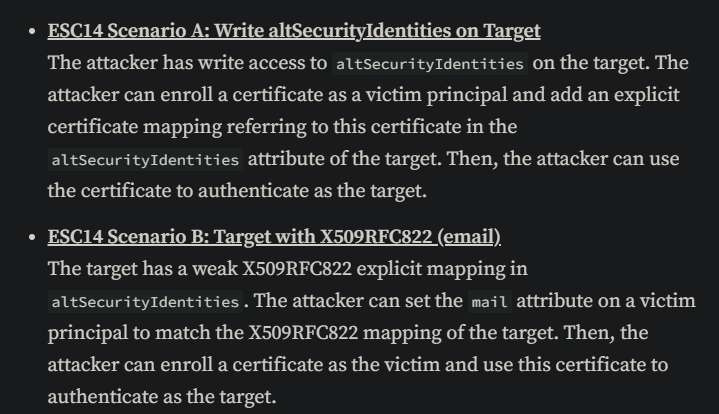 • ESC14 Scenario A: Write altSecurityIdentities on Target
The attacker has write access to altSecurityIdentities on the target. The
attacker can enroll a certificate as a victim principal and add an explicit
certificate mapping referring to this certificate in the
altSecurityIdentities attribute of the target. Then, the attacker can use
the certificate to authenticate as the target.
• ESC14 Scenario B: Target with X509RFC822 (email)
The target has a weak X509RFC822 explicit mapping in
altSecurityIdentities. The attacker can set the mail attribute on a victim
principal to match the X509RFC822 mapping of the target. Then, the
attacker can enroll a certificate as the victim and use this certificate to
authenticate as the target.